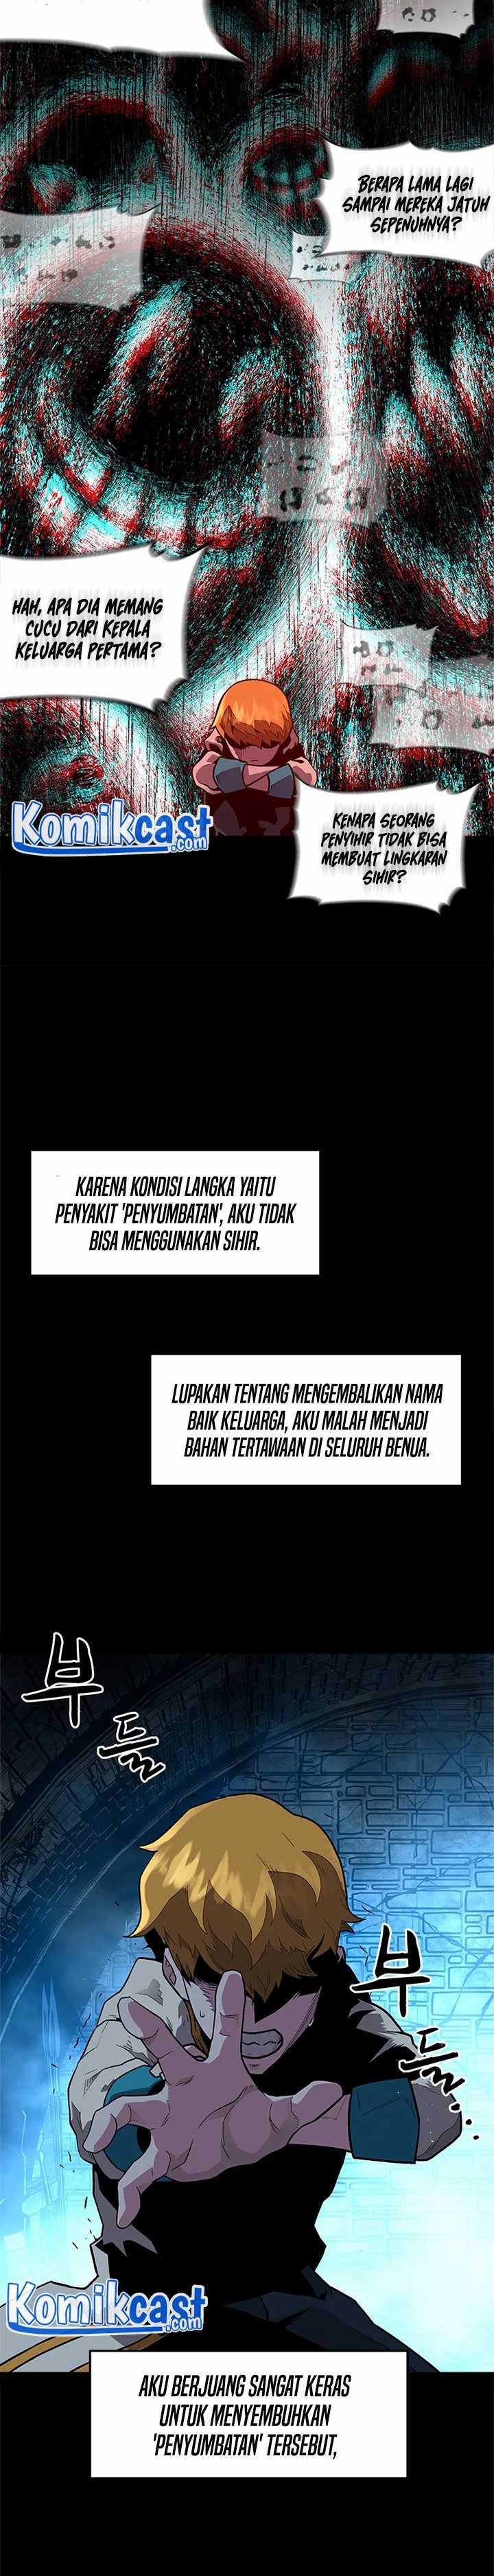 BERAPA LAMA LAGI
SAMPAI MEREKA JATUH
SEPENUHNYA?
HAH, APA DIA MEMANG
CUCU DARI KEPALA
KELUARGA PERTAMA?
Komikcast
.com
KENAPA SEORANG
PENYIHIR TIDAK BISA
MEMBUAT LINGKARAN
SIHIR?
KARENA KONDISI LANGKA YAITU
PENYAKIT 'PENYUMBATAN', AKU TIDAK
BISA MENGGUNAKAN SIHIR.
LUPAKAN TENTANG MENGEMBALIKAN NAMA
BAIK KELUARGA, AKU MALAH MENJADI
BAHAN TERTAWAAN DI SELURUH BENUA.
부
들
부
들...
Komikcast
.com
AKU BERJUANG SANGAT KERAS
UNTUK MENYEMBUHKAN
'PENYUMBATAN' TERSEBUT,